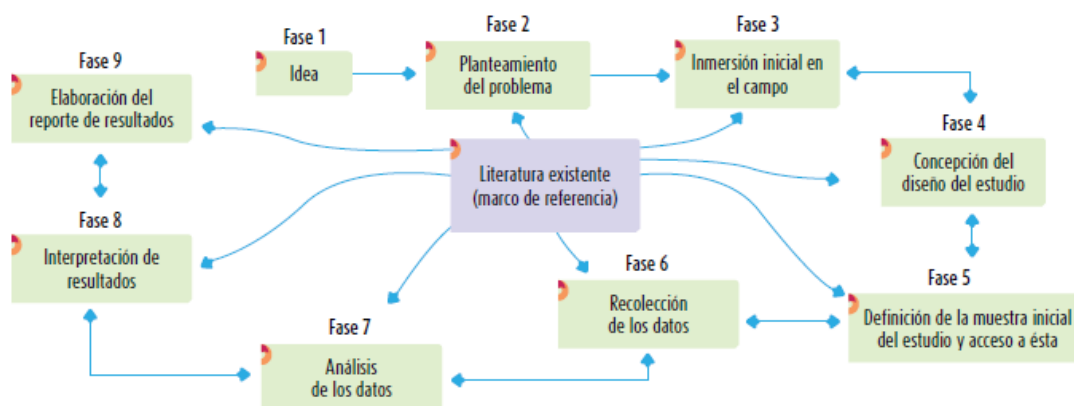 Fase 1
Idea
Fase 2
Planteamiento
del problema
Fase 3
Inmersión inicial en
el campo
Fase 4
Concepción del
diseño del estudio
Fase 5
Definición de la muestra inicial
del estudio y acceso a ésta
Fase 6
Recolección
de los datos
Fase 7
Análisis
de los datos
Fase 8
Interpretación de
resultados
Fase 9
Elaboración del
reporte de resultados
Literatura existente
(marco de referencia)